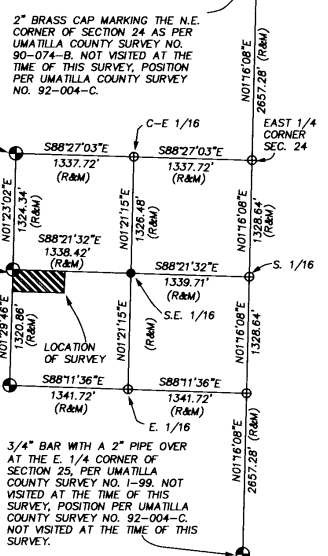 2" BRASS CAP MARKING THE N.E.
CORNER OF SECTION 24 AS PER
UMATILLA COUNTY SURVEY NO.
90-074-B. NOT VISITED AT THE
TIME OF THIS SURVEY, POSITION
PER UMATILLA COUNTY SURVEY
NO. 92-004-C.
N01°16'08"E
2657.28' (R&M)
C-E 1/16
EAST 1/4
CORNER
SEC. 24
S88°27'03"E
1337.72'
(R&M)
S88°27'03"E
1337.72'
(R&M)
N01°23'02"E
1324.34'
(R&M)
N01°21'15"E
1326.48'
(R&M)
N01°16'08"E
1328.64'
(R&M)
S88°21'32"E
1338.42'
(R&M)
S88°21'32"E
1339.71'
(R&M)
S. 1/16
S.E. 1/16
N01°29'46"E
1320.86'
(R&M)
LOCATION
OF SURVEY
N01°21'15"E
(R&M)
N01°16'08"E
1328.64'
S88°11'36"E
1341.72'
(R&M)
S88°11'36"E
1341.72'
(R&M)
E. 1/16
3/4" BAR WITH A 2" PIPE OVER
AT THE E. 1/4 CORNER OF
SECTION 25, PER UMATILLA
COUNTY SURVEY NO. I-99. NOT
VISITED AT THE TIME OF THIS
SURVEY, POSITION PER UMATILLA
COUNTY SURVEY NO. 92-004-C.
NOT VISITED AT THE TIME OF THIS
SURVEY.
N01°16'08"E
2657.28' (R&M)